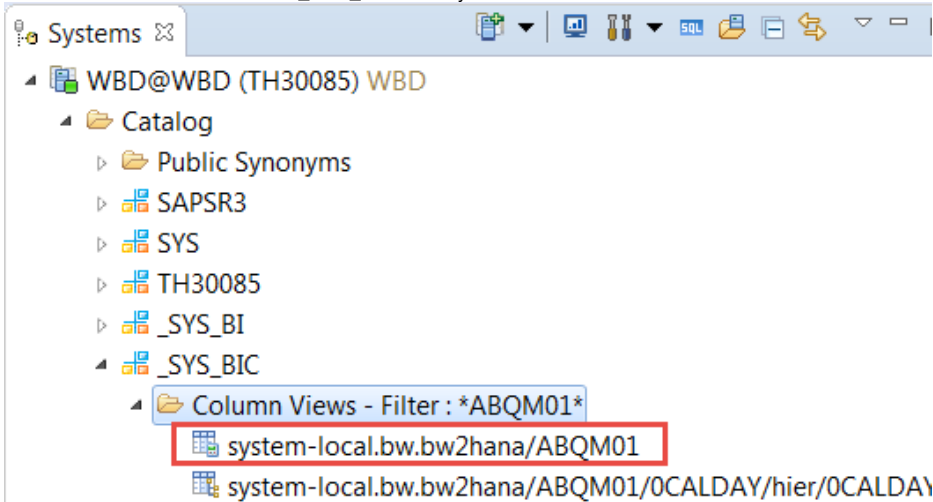 Systems
SQL
WBD@WBD (TH30085) WBD
Catalog
Public Synonyms
SAPSR3
SYS
TH30085
_SYS_BI
_SYS_BIC
Column Views - Filter : *ABQM01*
system-local.bw.bw2hana/ABQM01
system-local.bw.bw2hana/ABQM01/0CALDAY/hier/0CALDAY